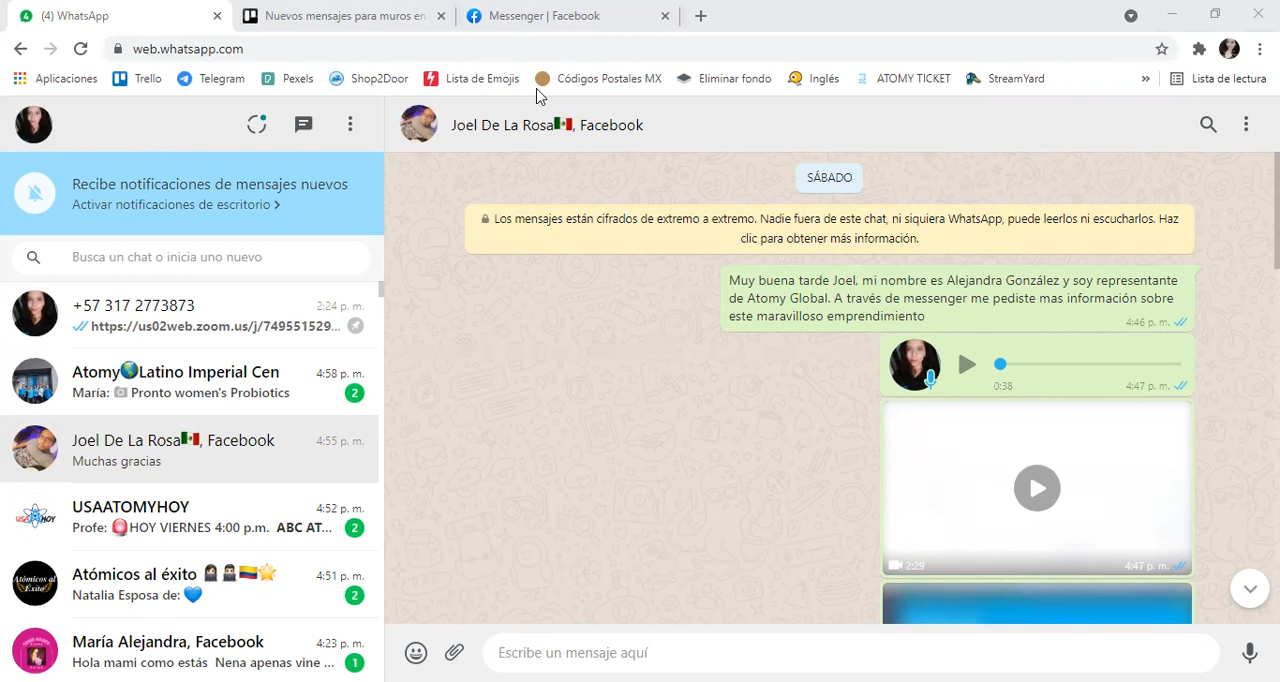 (4) WhatsApp
Nuevos mensajes para muros en
Messenger | Facebook
web.whatsapp.com
Aplicaciones
Trello
Telegram
Pexels
Shop2Door
Lista de Emojis
Códigos Postales MX
Eliminar fondo
Inglés
ATOMY TICKET
StreamYard
»
Lista de lectura
Joel De La Rosa🇲🇽, Facebook
Recibe notificaciones de mensajes nuevos
Activar notificaciones de escritorio >
Busca un chat o inicia uno nuevo
+57 317 2773873
2:24 p. m.
https://us02web.zoom.us/j/749551529...
Atomy🌎Latino Imperial Cen
4:58 p. m.
María: 📷 Pronto women's Probiotics
2
Joel De La Rosa🇲🇽, Facebook
4:55 p. m.
Muchas gracias
USAATOMYHOY
4:52 p. m.
Profe: 🚨HOY VIERNES 4:00 p.m. ABC AT...
2
Atómicos al éxito 👩🏻‍💼👨🏻‍💼🇨🇴🌟
4:51 p. m.
Natalia Esposa de: 💙
2
María Alejandra, Facebook
4:23 p. m.
Hola mami como estás Nena apenas vine ...
1
SÁBADO
Los mensajes están cifrados de extremo a extremo. Nadie fuera de este chat, ni siquiera WhatsApp, puede leerlos ni escucharlos. Haz
clic para obtener más información.
Muy buena tarde Joel, mi nombre es Alejandra González y soy representante
de Atomy Global. A través de messenger me pediste mas información sobre
este maravilloso emprendimiento
4:46 p. m.
0:38
4:47 p. m.
2:29
4:47 p. m.
Escribe un mensaje aquí